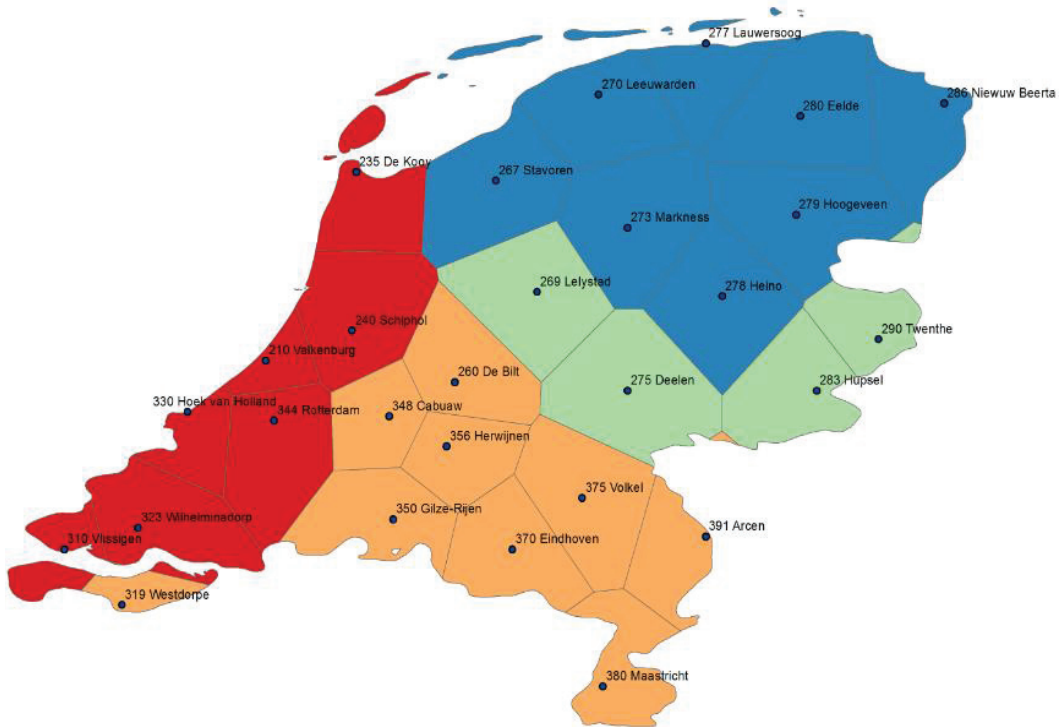 277 Lauwersoog
270 Leeuwarden
286 Niewuw Beerta
280 Eelde
235 De Kooy
267 Stavoren
279 Hoogeveen
273 Markness
269 Lelystad
278 Heino
240 Schiphol
290 Twenthe
210 Valkenburg
260 De Bilt
275 Deelen
283 Hupsel
330 Hoek van Holland
348 Cabuaw
344 Rotterdam
356 Herwijnen
375 Volkel
350 Gilze-Rijen
323 Wilhelminadorp
391 Arcen
310 Vlissigen
370 Eindhoven
319 Westdorpe
380 Maastricht